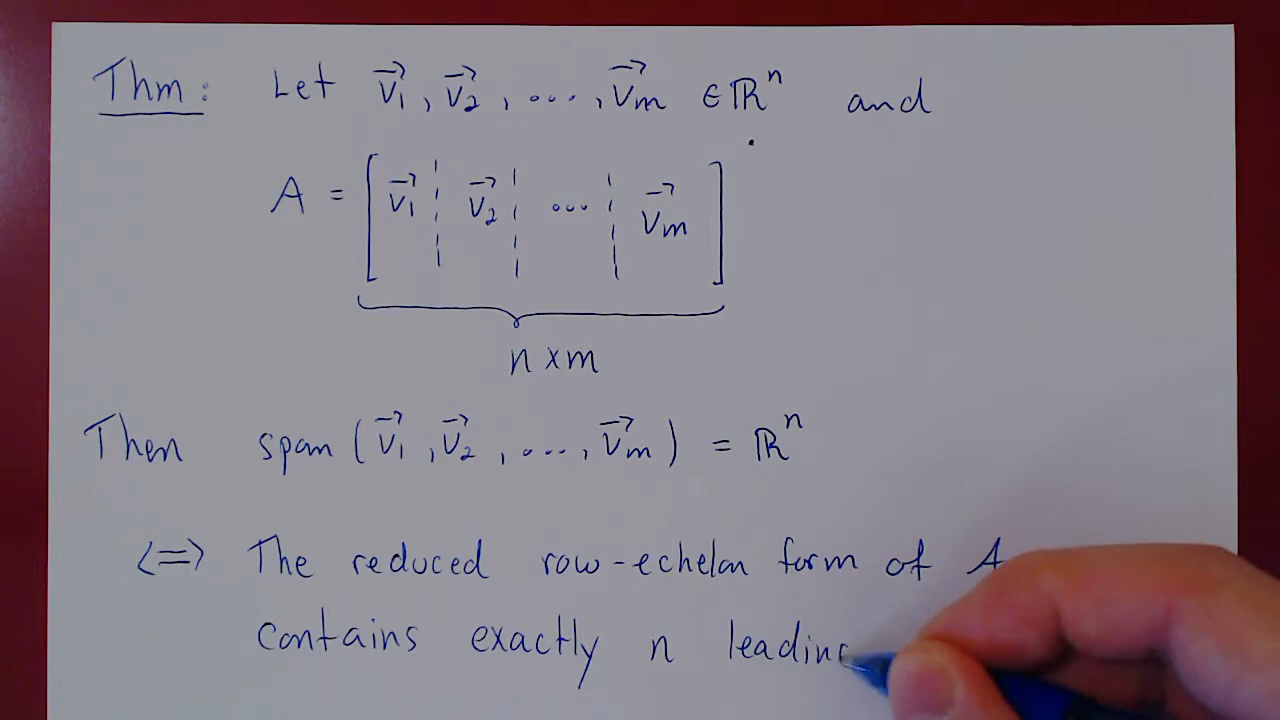 Thm: Let v⃗₁, v⃗₂, ..., v⃗ₘ ∈ ℝⁿ and
A = [ v⃗₁ ¦ v⃗₂ ¦ ... ¦ v⃗ₘ ]
n×m
Then span (v⃗₁, v⃗₂, ..., v⃗ₘ) = ℝⁿ
<=> The reduced row-echelon form of A
contains exactly n leading